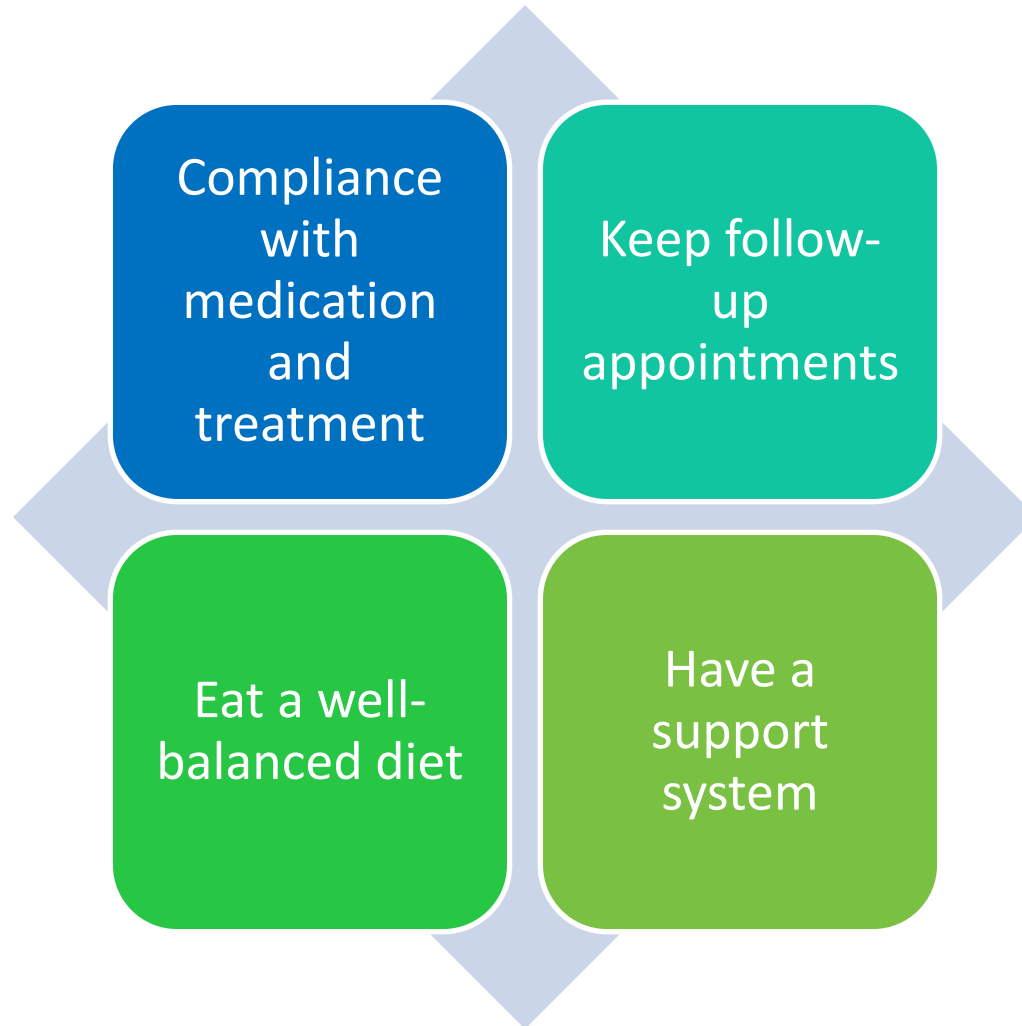 Compliance
with
medication
and
treatment
Keep follow-
up
appointments
Eat a well-
balanced diet
Have a
support
system